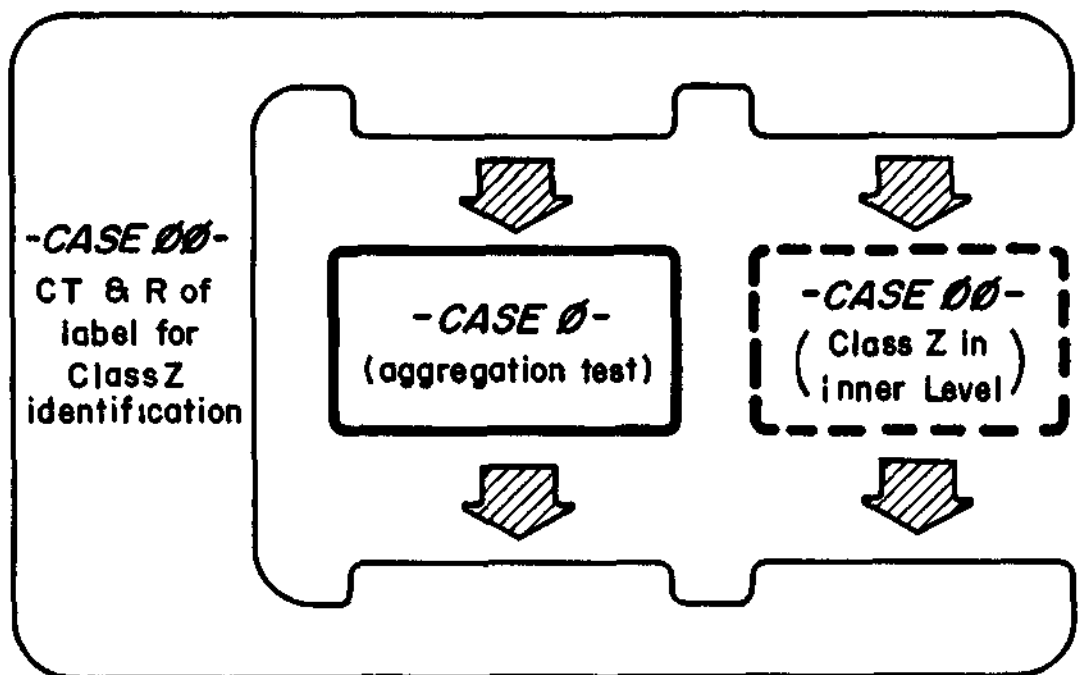 -CASE ØØ-
CT & R of
label for
Class Z
identification
-CASE Ø-
(aggregation test)
-CASE ØØ-
(Class Z in
inner Level)